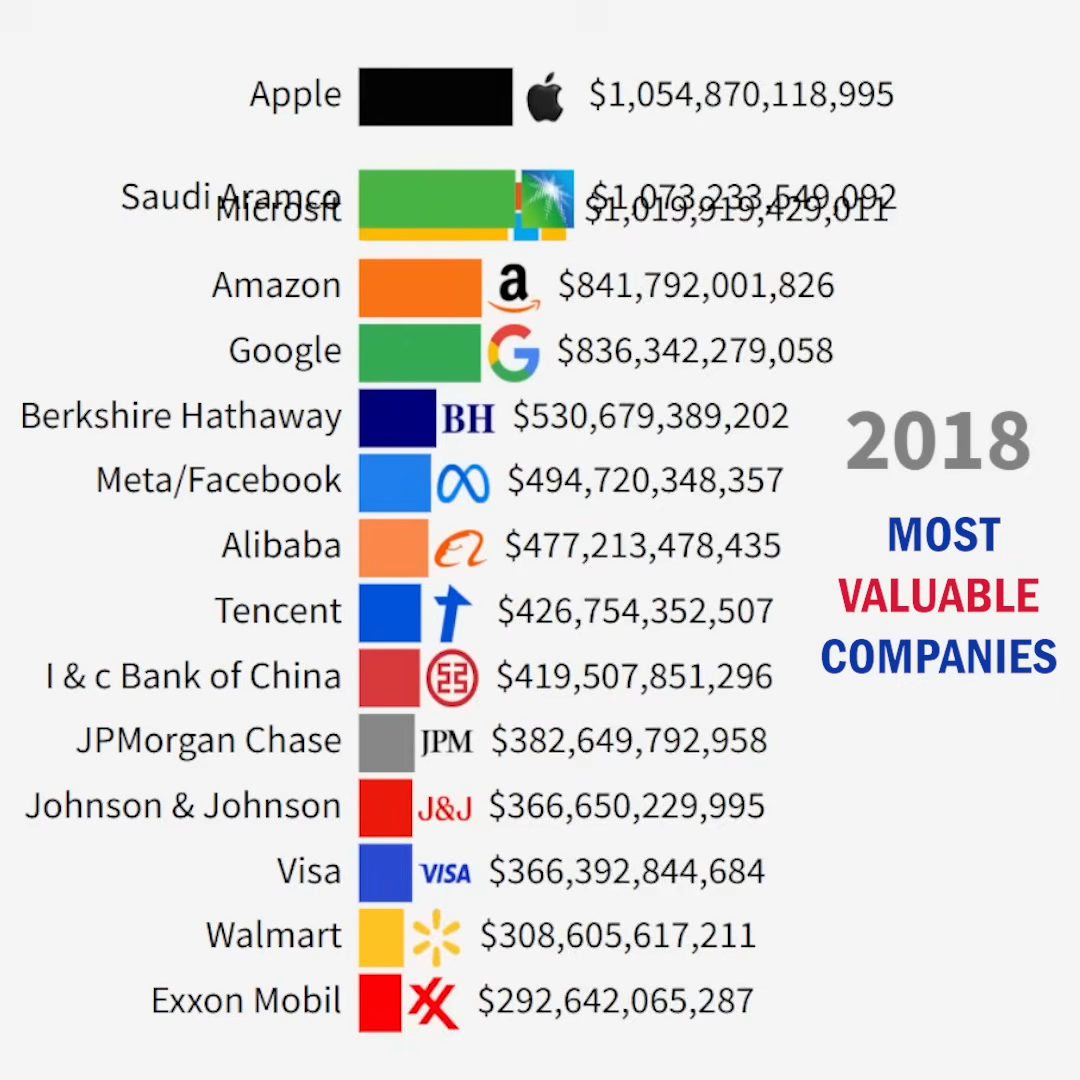 Apple $1,054,870,118,995
Saudi Aramco $1,073,233,549,092
Microsft $1,019,919,429,011
Amazon a $841,792,001,826
Google G $836,342,279,058
Berkshire Hathaway BH $530,679,389,202
Meta/Facebook $494,720,348,357
Alibaba $477,213,478,435
Tencent $426,754,352,507
I & c Bank of China $419,507,851,296
JPMorgan Chase JPM $382,649,792,958
Johnson & Johnson J&J $366,650,229,995
Visa VISA $366,392,844,684
Walmart $308,605,617,211
Exxon Mobil $292,642,065,287
2018
MOST
VALUABLE
COMPANIES